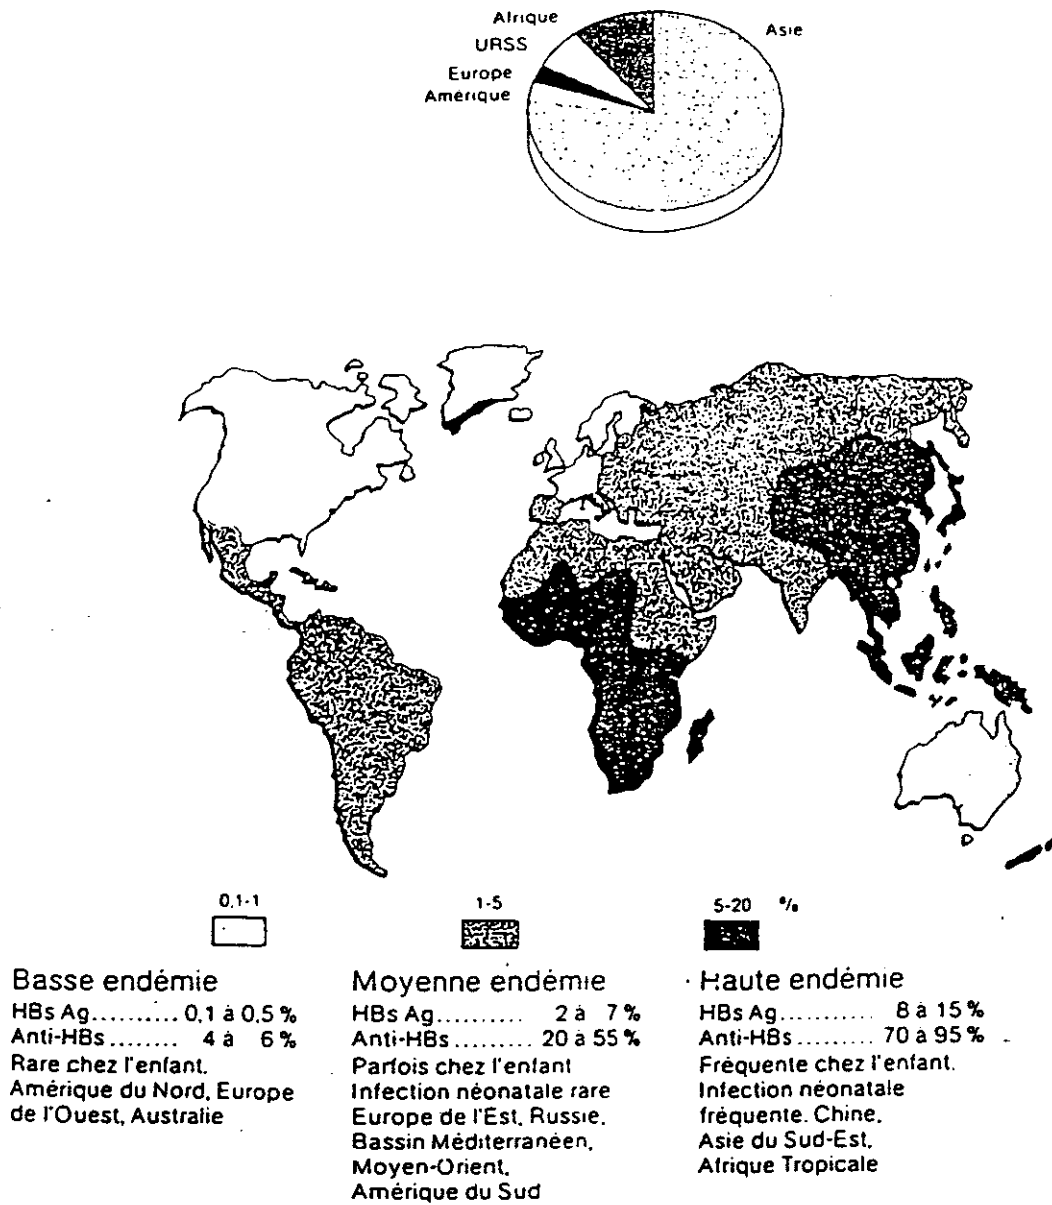 Afrique
Asie
URSS
Europe
Amérique
0,1-1
1-5
5-20 %
Basse endémie
HBs Ag.......... 0,1 à 0,5 %
Anti-HBs ....... 4 à 6 %
Rare chez l'enfant.
Amérique du Nord, Europe
de l'Ouest, Australie
Moyenne endémie
HBs Ag.......... 2 à 7 %
Anti-HBs ......... 20 à 55 %
Parfois chez l'enfant
Infection néonatale rare
Europe de l'Est, Russie,
Bassin Méditerranéen,
Moyen-Orient,
Amérique du Sud
Haute endémie
HBs Ag.......... 8 à 15 %
Anti-HBs ......... 70 à 95 %
Fréquente chez l'enfant.
Infection néonatale
fréquente. Chine,
Asie du Sud-Est,
Afrique Tropicale